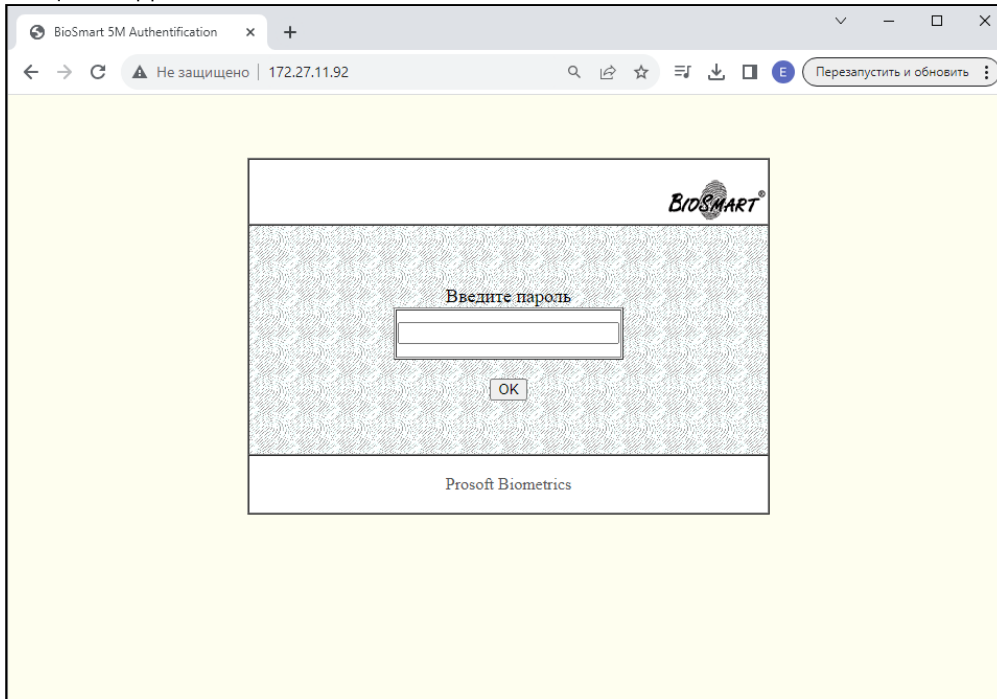 BioSmart 5M Authentification
Не защищено 172.27.11.92 E Перезапустить и обновить
BIOSMART®
Введите пароль
OK
Prosoft Biometrics